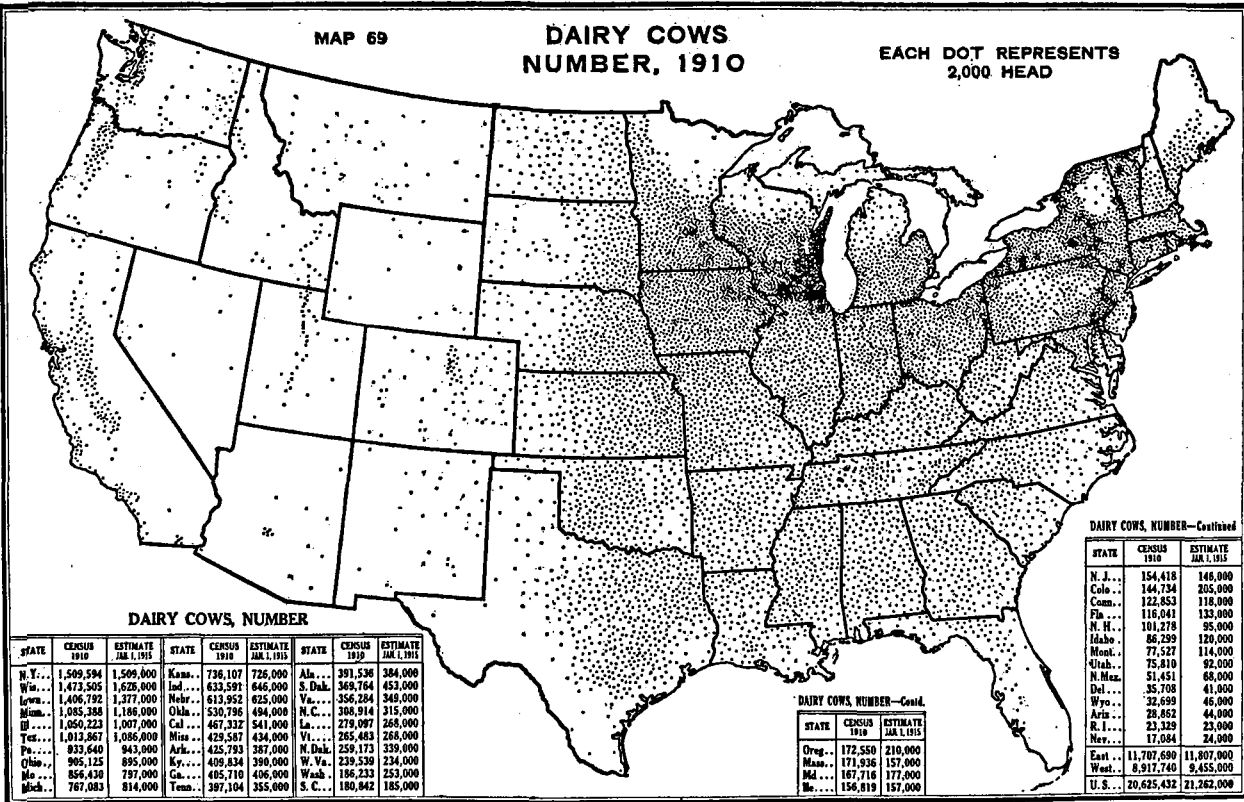 MAP 69
DAIRY COWS
NUMBER, 1910
EACH DOT REPRESENTS
2,000 HEAD
DAIRY COWS, NUMBER
STATE CENSUS 1910 ESTIMATE JAN. 1, 1915 STATE CENSUS 1910 ESTIMATE JAN. 1, 1915 STATE CENSUS 1910 ESTIMATE JAN. 1, 1915
N.Y... 1,509,594 1,509,000 Kans.. 736,107 726,000 Ala... 391,536 384,000
Wis... 1,473,505 1,626,000 Ind... 633,591 646,000 S. Dak. 369,764 453,000
Iowa.. 1,406,792 1,377,000 Nebr.. 613,952 625,000 Va.... 356,284 349,000
Minn.. 1,085,388 1,186,000 Okla.. 530,796 494,000 N.C... 308,914 315,000
Ill... 1,050,223 1,007,000 Cal... 467,332 541,000 La.... 279,097 268,000
Tex... 1,013,867 1,086,000 Miss.. 429,587 434,000 Vt.... 265,483 268,000
Pa.... 933,640 943,000 Ark... 425,793 387,000 N.Dak. 259,173 339,000
Ohio.. 905,125 895,000 Ky.... 409,834 390,000 W. Va. 239,539 234,000
Mo.... 856,430 797,000 Ga.... 405,710 406,000 Wash.. 186,233 253,000
Mich.. 767,083 814,000 Tenn.. 397,104 355,000 S. C... 180,842 185,000
DAIRY COWS, NUMBER—Contd.
STATE CENSUS 1910 ESTIMATE JAN. 1, 1915
Oreg.. 172,550 210,000
Mass.. 171,936 157,000
Md.... 167,716 177,000
Me.... 156,819 157,000
DAIRY COWS, NUMBER—Continued
STATE CENSUS 1910 ESTIMATE JAN. 1, 1915
N. J... 154,418 146,000
Colo.. 144,734 205,000
Conn.. 122,853 118,000
Fla... 116,041 133,000
N. H.. 101,278 95,000
Idaho. 86,299 120,000
Mont.. 77,527 114,000
Utah.. 75,810 92,000
N.Mex. 51,451 68,000
Del... 35,708 41,000
Wyo... 32,699 46,000
Ariz.. 28,862 44,000
R. I... 23,329 23,000
Nev... 17,084 24,000
East.. 11,707,690 11,807,000
West.. 8,917,740 9,455,000
U.S... 20,625,432 21,262,000